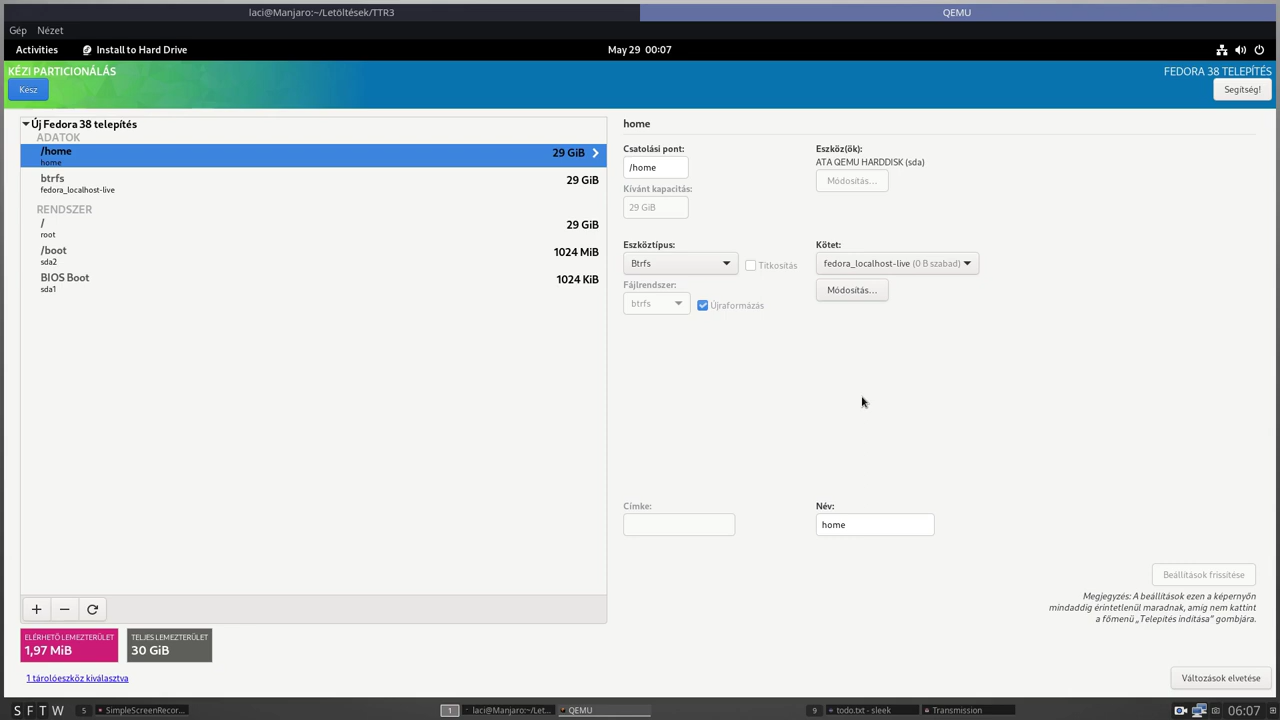 laci@Manjaro:~/Letöltések/TTR3
QEMU
Gép Nézet
Activities
Install to Hard Drive
May 29 00:07
KÉZI PARTICIONÁLÁS
FEDORA 38 TELEPÍTÉS
Kész
Segítség!
Új Fedora 38 telepítés
ADATOK
/home
home
29 GiB
btrfs
fedora_localhost-live
29 GiB
RENDSZER
/
root
29 GiB
/boot
sda2
1024 MiB
BIOS Boot
sda1
1024 KiB
ELÉRHETŐ LEMEZTERÜLET
1,97 MiB
TELJES LEMEZTERÜLET
30 GiB
1 tárolóeszköz kiválasztva
home
Csatolási pont:
/home
Eszköz(ök):
ATA QEMU HARDDISK (sda)
Módosítás...
Kívánt kapacitás:
29 GiB
Eszköztípus:
Btrfs
Titkosítás
Kötet:
fedora_localhost-live (0 B szabad)
Módosítás...
Fájlrendszer:
btrfs
Újraformázás
Címke:
Név:
home
Beállítások frissítése
Megjegyzés: A beállítások ezen a képernyőn
mindaddig érintetlenül maradnak, amíg nem kattint
a főmenü „Telepítés indítása” gombjára.
Változások elvetése
S F T W
5
SimpleScreenRecor...
1
laci@Manjaro:~/Let...
QEMU
9
todo.txt - sleek
Transmission
06:07